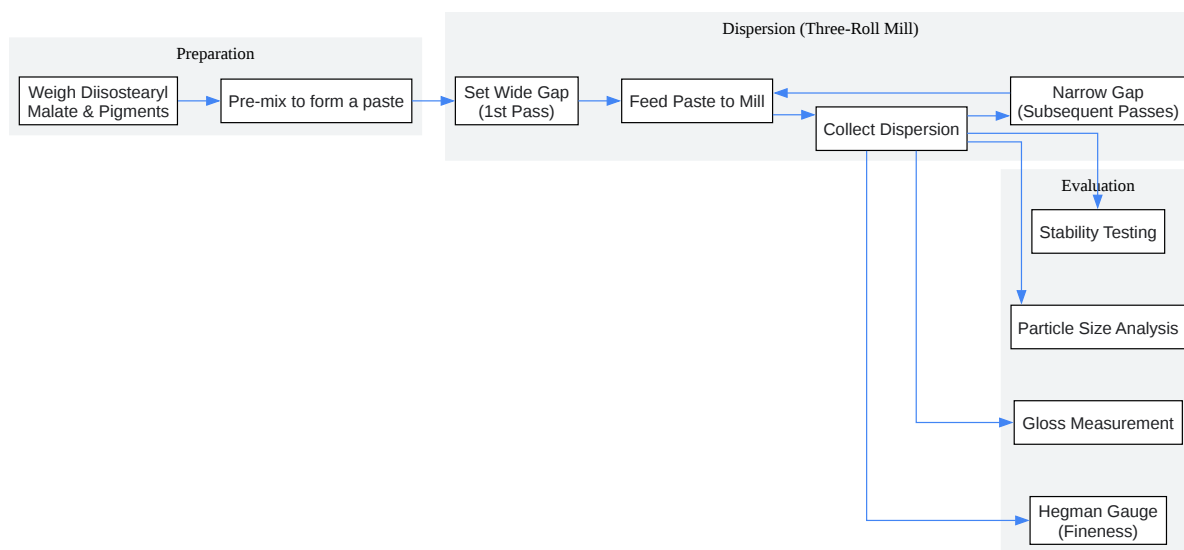 Dispersion (Three-Roll Mill)
Preparation
Weigh Diisostearyl
Malate & Pigments
Pre-mix to form a paste
Set Wide Gap
(1st Pass)
Feed Paste to Mill
Collect Dispersion
Narrow Gap
(Subsequent Passes)
Evaluation
Stability Testing
Particle Size Analysis
Gloss Measurement
Hegman Gauge
(Fineness)